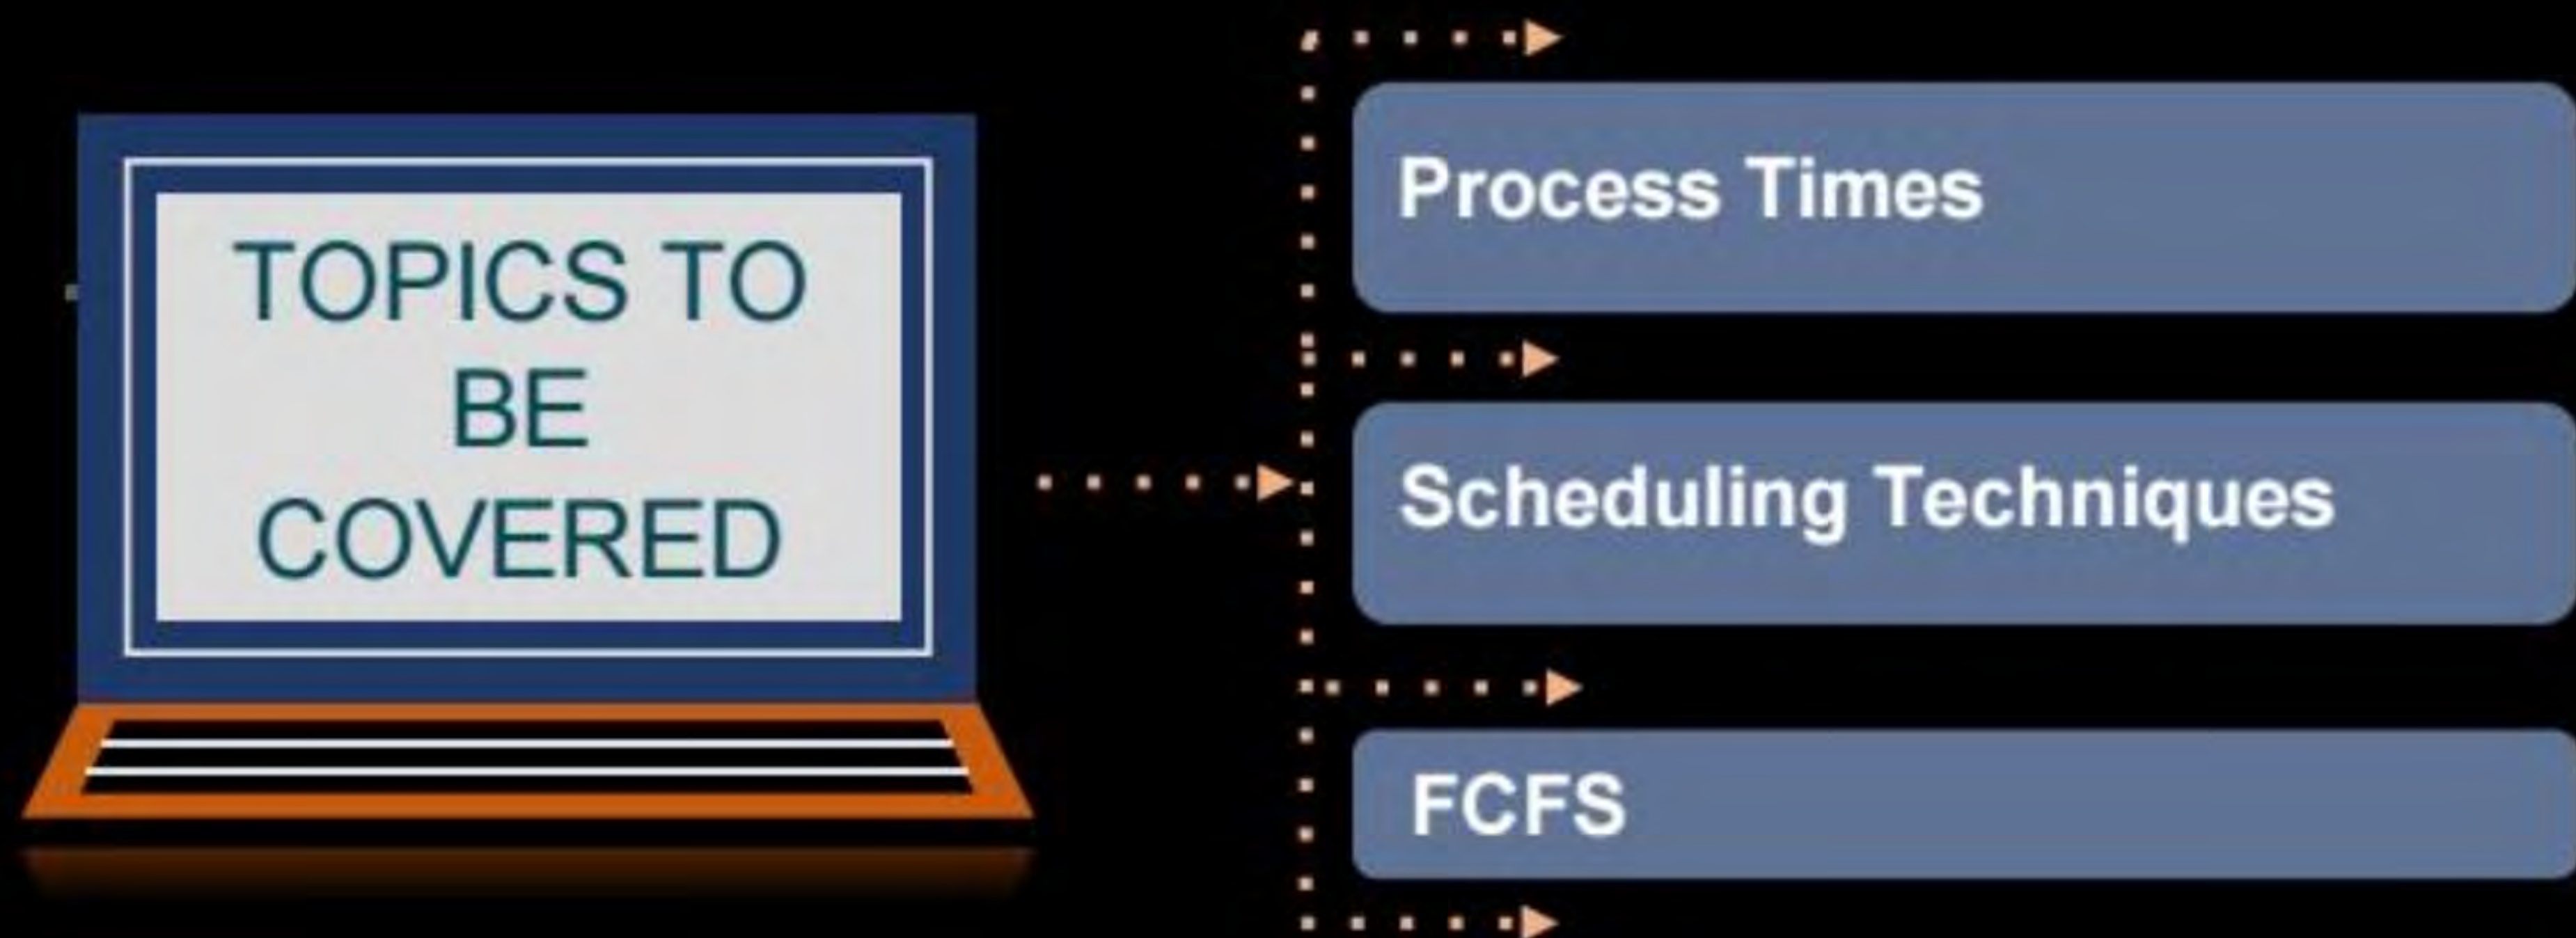 TOPICS TO
BE
COVERED
Process Times
Scheduling Techniques
FCFS